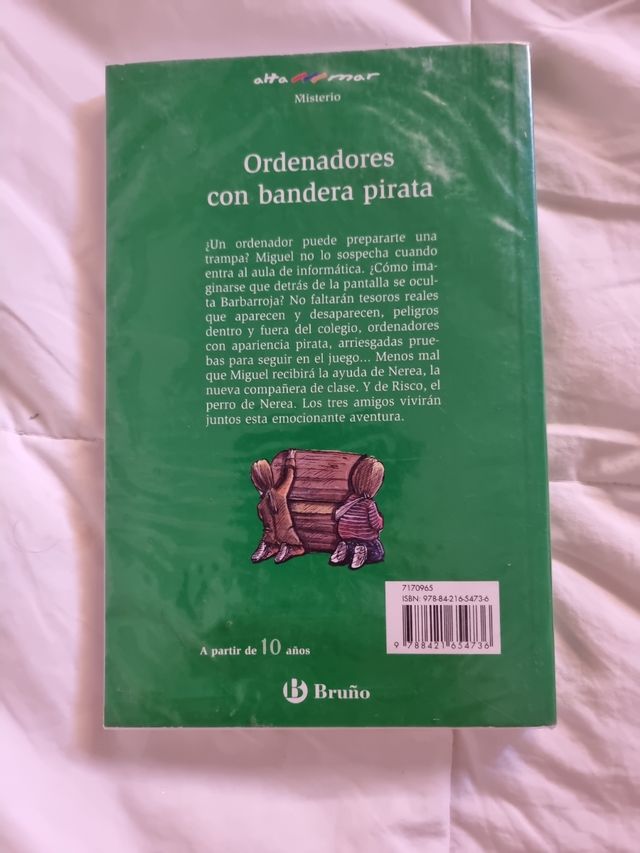 alta mar
Misterio
Ordenadores
con bandera pirata
¿Un ordenador puede prepararte una
trampa? Miguel no lo sospecha cuando
entra al aula de informática. ¿Cómo ima-
ginarse que detrás de la pantalla se ocul-
ta Barbarroja? No faltarán tesoros reales
que aparecen y desaparecen, peligros
dentro y fuera del colegio, ordenadores
con apariencia pirata, arriesgadas prue-
bas para seguir en el juego... Menos mal
que Miguel recibirá la ayuda de Nerea, la
nueva compañera de clase. Y de Risco, el
perro de Nerea. Los tres amigos vivirán
juntos esta emocionante aventura.
7170965
ISBN: 978-84-216-5473-6
9 788421 654736
A partir de 10 años
B Bruño